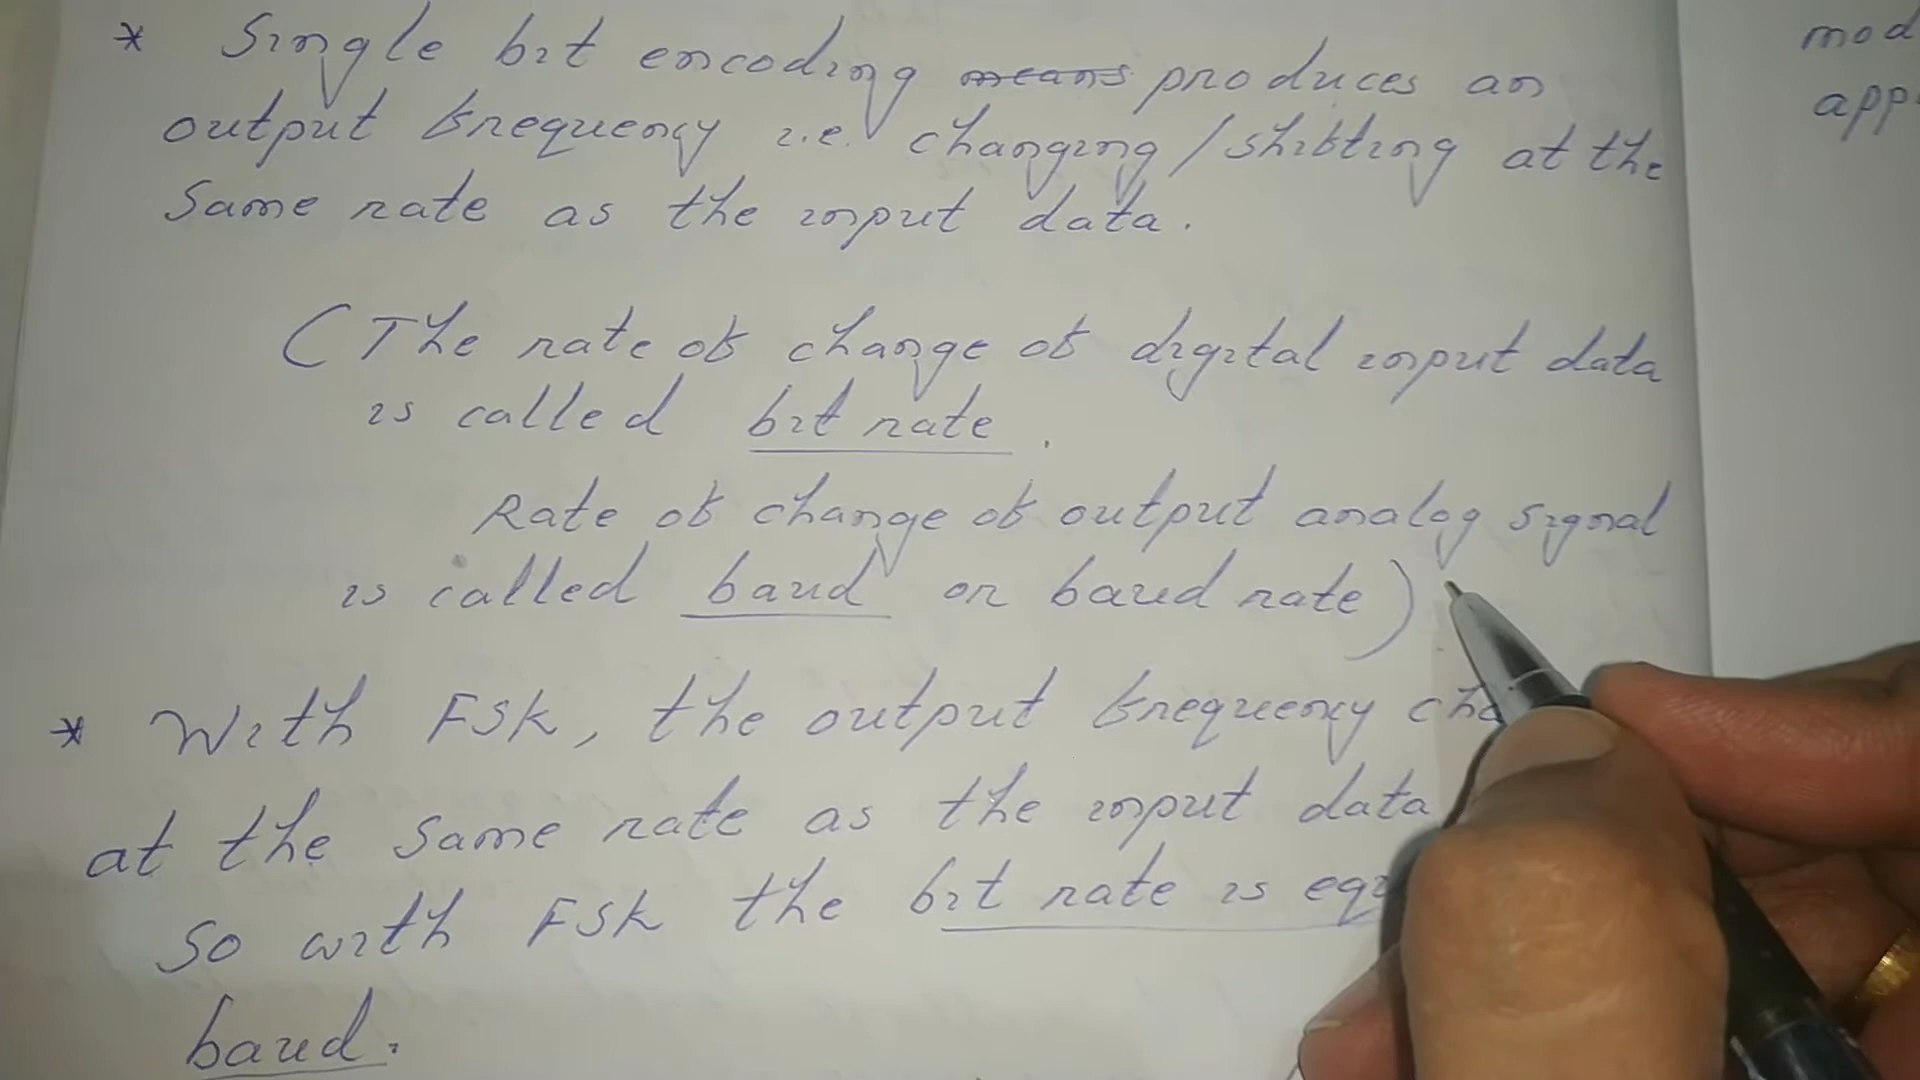 * Single bit encoding means produces an
output frequency i.e. changing/shifting at the
same rate as the input data.
(The rate of change of digital input data
is called bit rate.
Rate of change of output analog signal
is called baud or baud rate)
* With FSK, the output frequency cha
at the same rate as the input data
So with FSK the bit rate is equ
baud.
mod
app